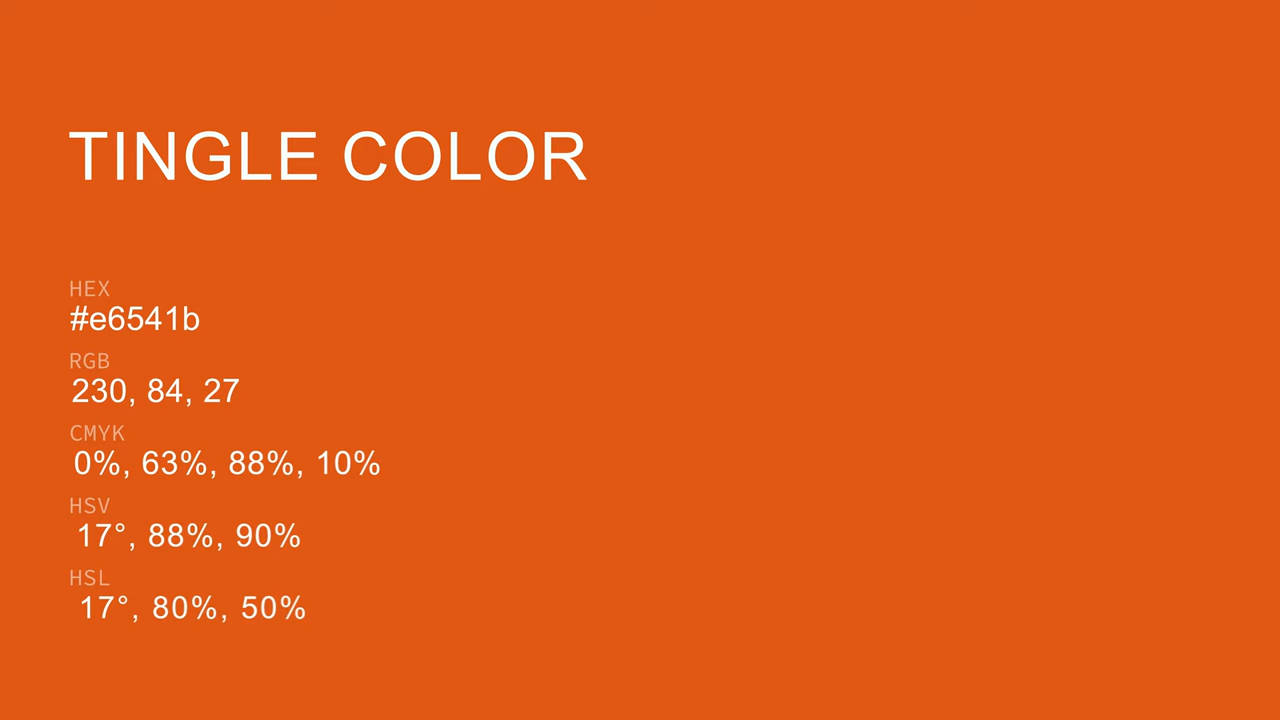 TINGLE COLOR
HEX
#e6541b
RGB
230, 84, 27
CMYK
0%, 63%, 88%, 10%
HSV
17°, 88%, 90%
HSL
17°, 80%, 50%